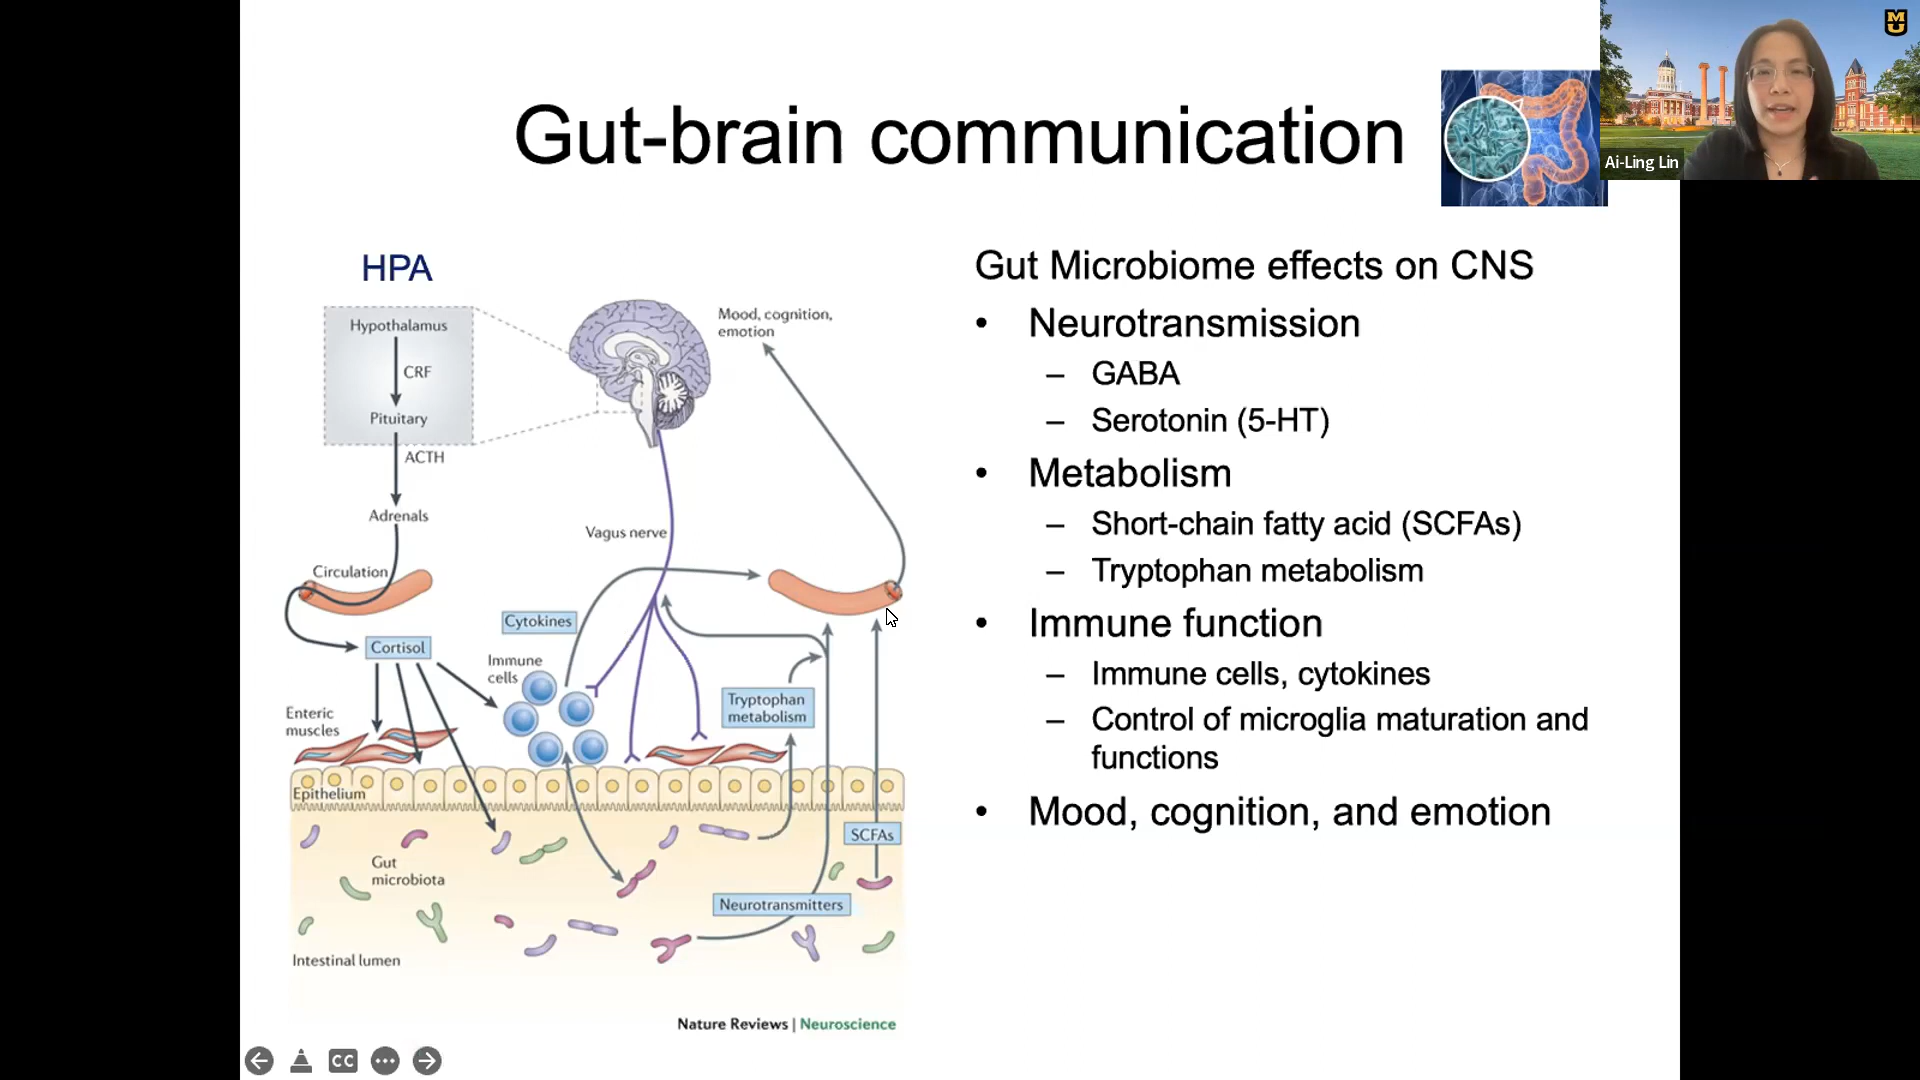 Gut-brain communication
MU
Ai-Ling Lin
HPA
Hypothalamus
CRF
Pituitary
ACTH
Adrenals
Circulation
Cortisol
Enteric
muscles
Epithelium
Gut
microbiota
Intestinal lumen
Mood, cognition,
emotion
Vagus nerve
Cytokines
Immune
cells
Tryptophan
metabolism
SCFAs
Neurotransmitters
Nature Reviews | Neuroscience
Gut Microbiome effects on CNS
• Neurotransmission
– GABA
– Serotonin (5-HT)
• Metabolism
– Short-chain fatty acid (SCFAs)
– Tryptophan metabolism
• Immune function
– Immune cells, cytokines
– Control of microglia maturation and
functions
• Mood, cognition, and emotion
CC